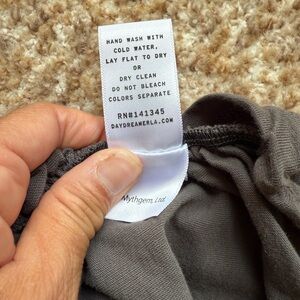 HAND WASH WITH
COLD WATER,
LAY FLAT TO DRY
OR
DRY CLEAN
DO NOT BLEACH
COLORS SEPARATE
RN#141345
DAYDREAMERLA.COM
Mythgem Ltd